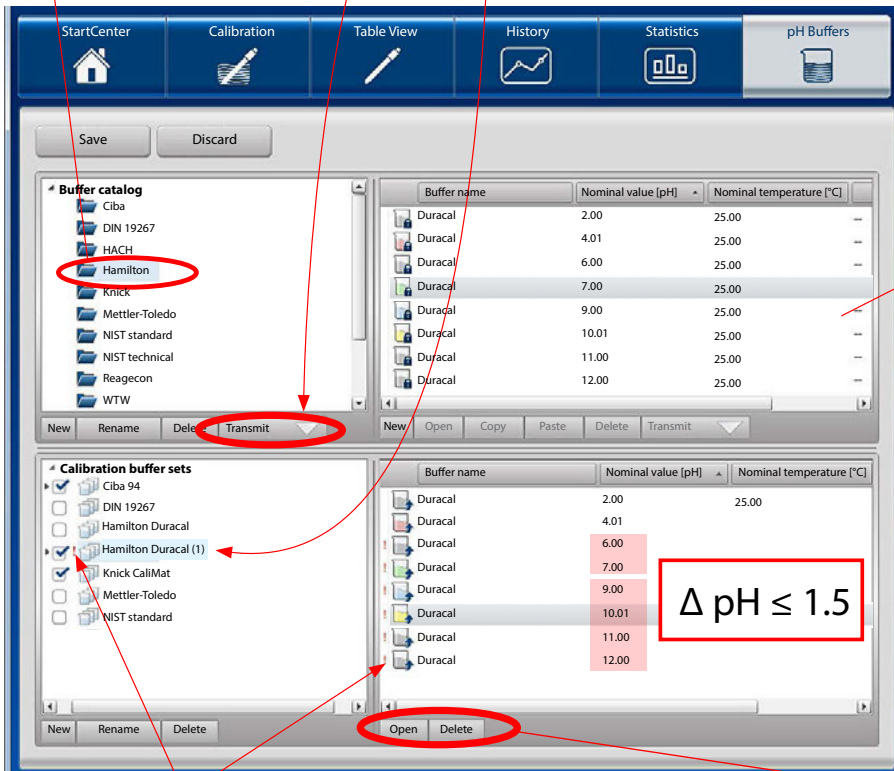 StartCenter Calibration Table View History Statistics pH Buffers
Save Discard
Buffer catalog
Ciba
DIN 19267
HACH
Hamilton
Knick
Mettler-Toledo
NIST standard
NIST technical
Reagecon
WTW
New Rename Delete Transmit
Buffer name Nominal value [pH] Nominal temperature [°C]
Duracal 2.00 25.00 --
Duracal 4.01 25.00 --
Duracal 6.00 25.00 --
Duracal 7.00 25.00 --
Duracal 9.00 25.00 --
Duracal 10.01 25.00 --
Duracal 11.00 25.00 --
Duracal 12.00 25.00 --
New Open Copy Paste Delete Transmit
Calibration buffer sets
Ciba 94
DIN 19267
Hamilton Duracal
! Hamilton Duracal (1)
Knick CaliMat
Mettler-Toledo
NIST standard
New Rename Delete
Buffer name Nominal value [pH] Nominal temperature [°C]
Duracal 2.00 25.00
Duracal 4.01
! Duracal 6.00
! Duracal 7.00
! Duracal 9.00
! Duracal 10.01
! Duracal 11.00
! Duracal 12.00
Δ pH ≤ 1.5
Open Delete